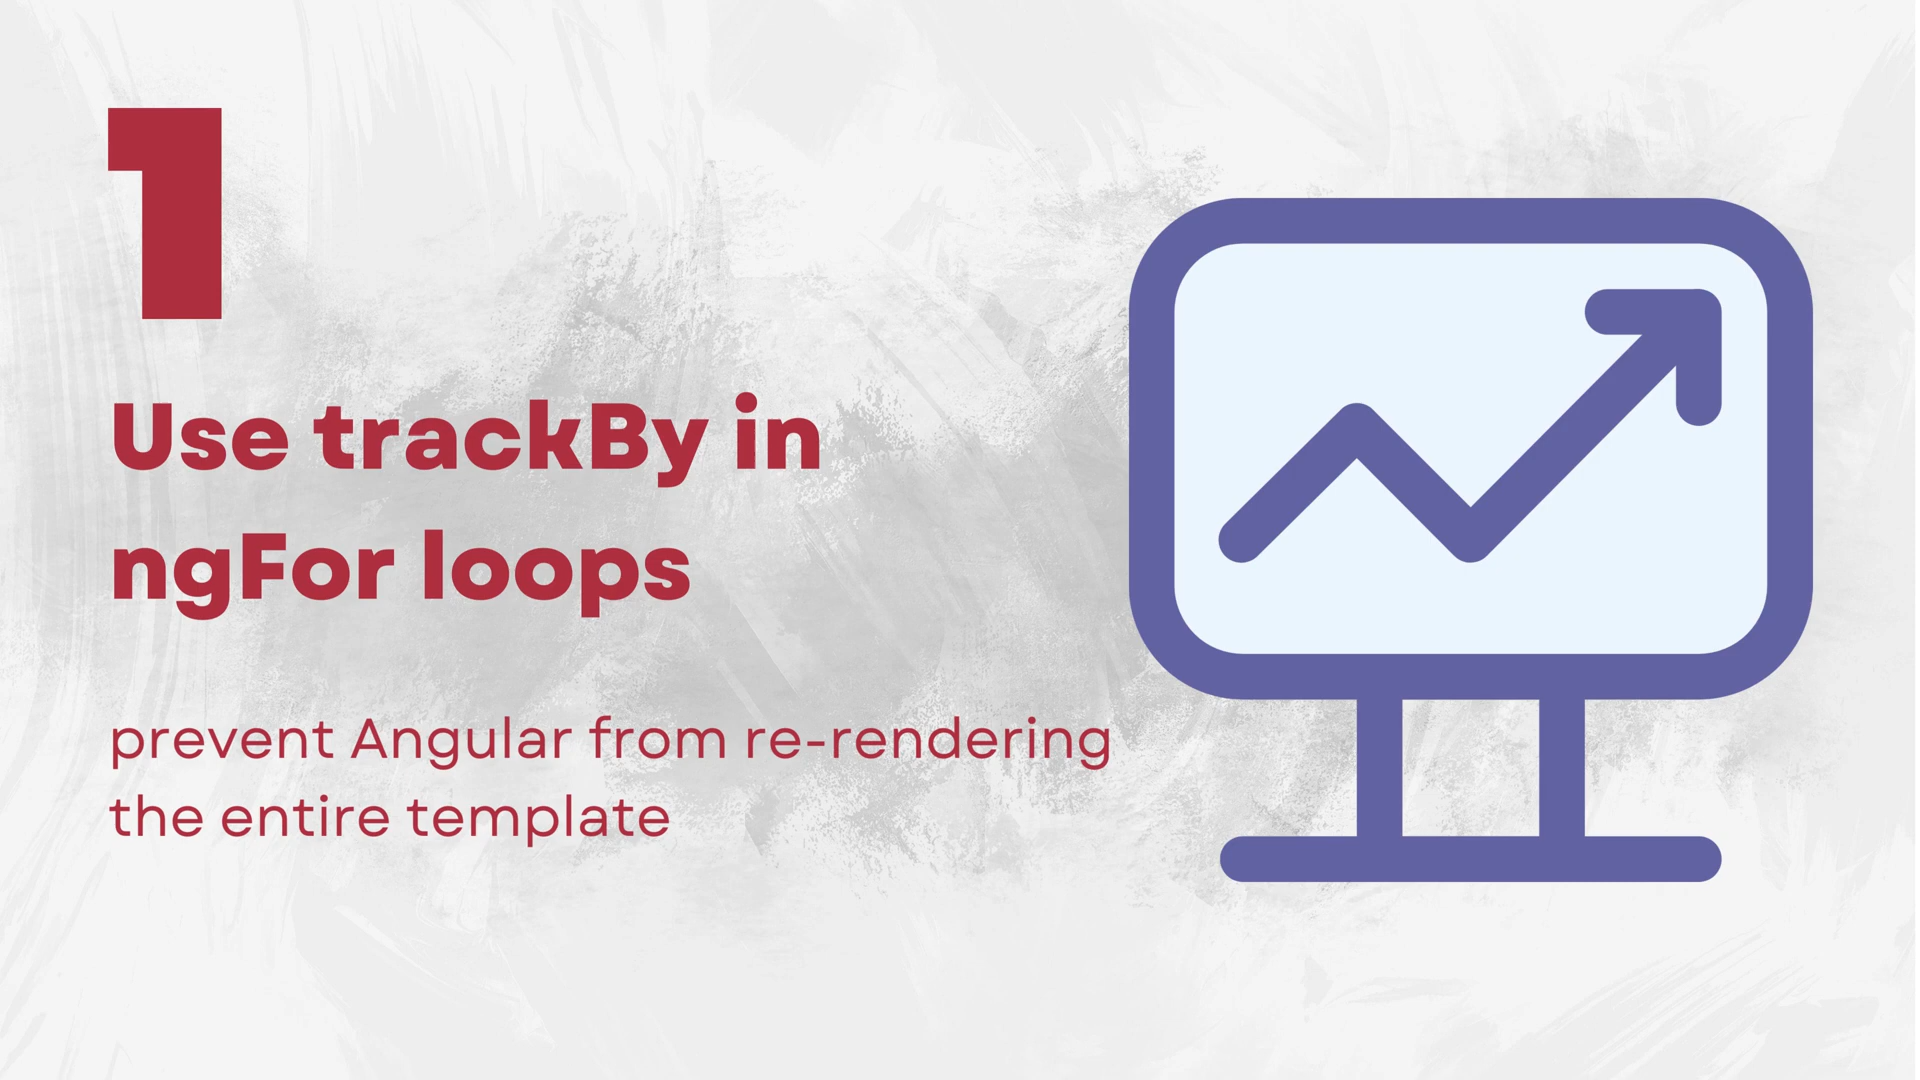 1
Use trackBy in
ngFor loops
prevent Angular from re-rendering
the entire template